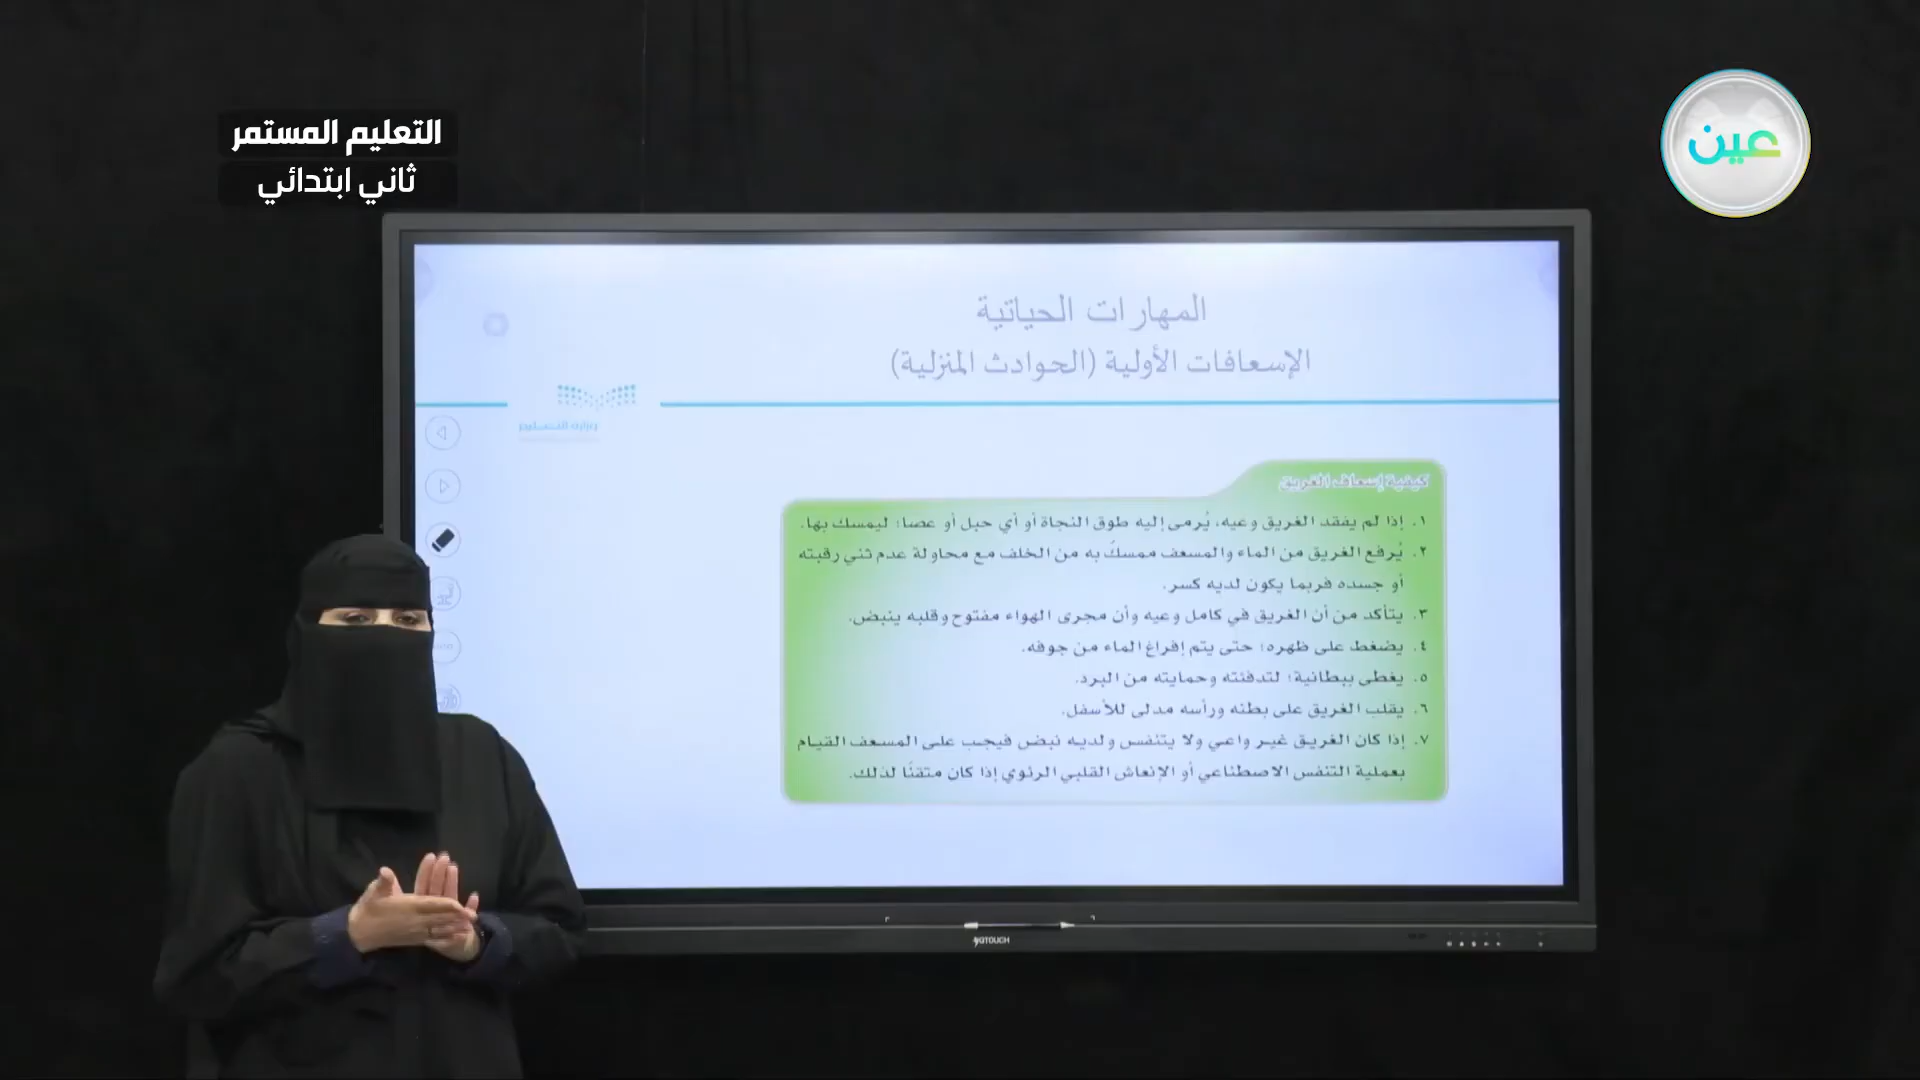 التعليم المستمر
ثاني ابتدائي
عين
المهارات الحياتية
الإسعافات الأولية (الحوادث المنزلية)
وزارة التعليم
كيفية إسعاف الغريق
١. إذا لم يفقد الغريق وعيه، يُرمى إليه طوق النجاة أو أي حبل أو عصا؛ ليمسك بها.
٢. يُرفع الغريق من الماء والمسعف ممسكٌ به من الخلف مع محاولة عدم ثني رقبته
أو جسده فربما يكون لديه كسر.
٣. يتأكد من أن الغريق في كامل وعيه وأن مجرى الهواء مفتوح وقلبه ينبض.
٤. يضغط على ظهره؛ حتى يتم إفراغ الماء من جوفه.
٥. يغطى ببطانية؛ لتدفئته وحمايته من البرد.
٦. يقلب الغريق على بطنه ورأسه مدلى للأسفل.
٧. إذا كان الغريق غير واعي ولا يتنفس ولديه نبض فيجب على المسعف القيام
بعملية التنفس الاصطناعي أو الإنعاش القلبي الرئوي إذا كان متقنًا لذلك.